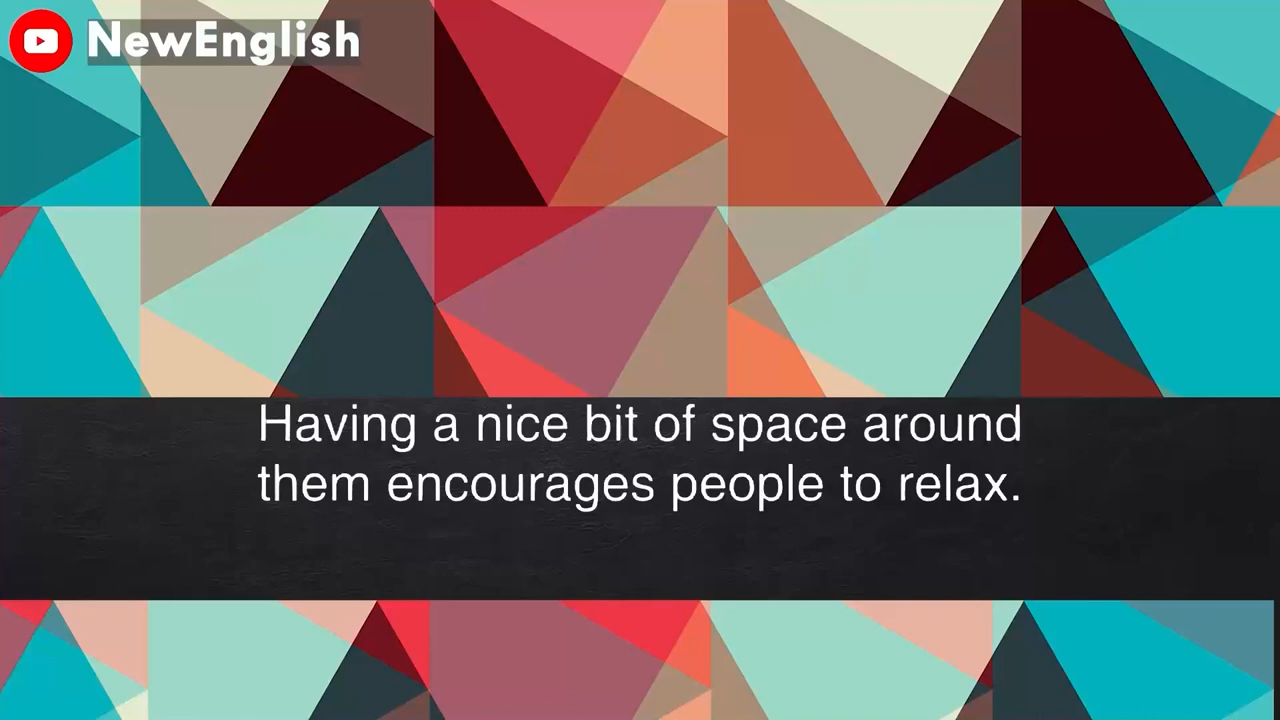 NewEnglish
Having a nice bit of space around
them encourages people to relax.